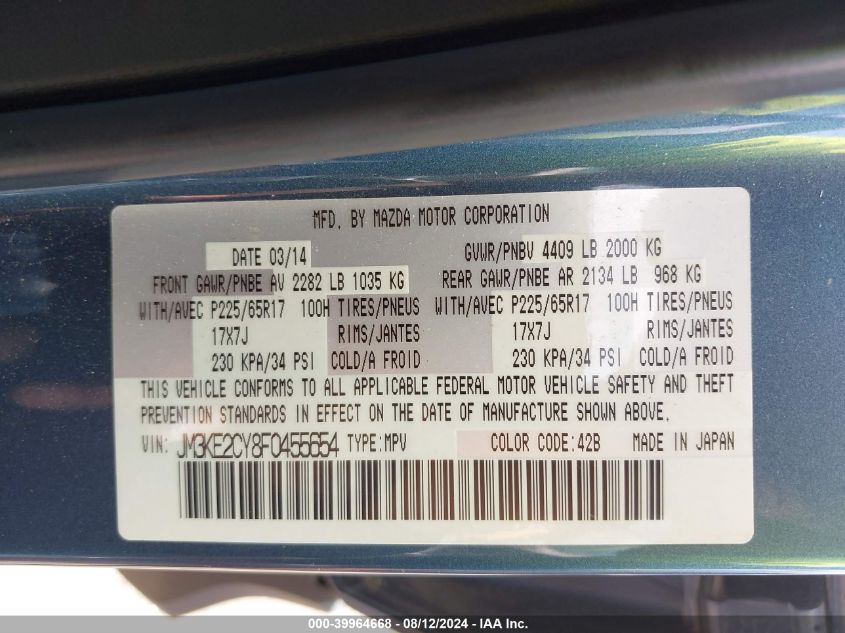 MFD. BY MAZDA MOTOR CORPORATION
DATE 03/14 GVWR/PNBV 4409 LB 2000 KG
FRONT GAWR/PNBE AV 2282 LB 1035 KG REAR GAWR/PNBE AR 2134 LB 968 KG
WITH/AVEC P225/65R17 100H TIRES/PNEUS WITH/AVEC P225/65R17 100H TIRES/PNEUS
17X7J RIMS/JANTES 17X7J RIMS/JANTES
230 KPA/34 PSI COLD/A FROID 230 KPA/34 PSI COLD/A FROID
THIS VEHICLE CONFORMS TO ALL APPLICABLE FEDERAL MOTOR VEHICLE SAFETY AND THEFT
PREVENTION STANDARDS IN EFFECT ON THE DATE OF MANUFACTURE SHOWN ABOVE.
VIN: JM3KE2CY8F0455654 TYPE:MPV COLOR CODE:42B MADE IN JAPAN
000-39964668 - 08/12/2024 - IAA Inc.